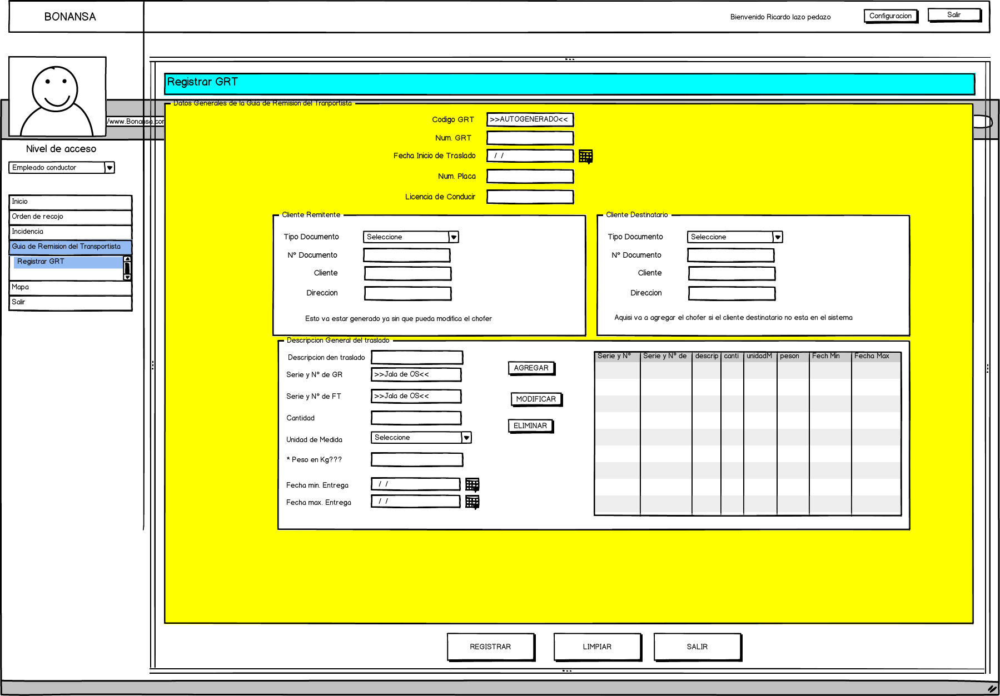 BONANSA
Bienvenido Ricardo lazo pedazo
Configuracion
Salir
/www.Bonansa.com
Nivel de acceso
Empleado conductor
Inicio
Orden de recojo
Incidencia
Guia de Remision del Transportista
Registrar GRT
Mapa
Salir
Registrar GRT
Datos Generales de la Guia de Remision del Tranportista
Codigo GRT >>AUTOGENERADO<<
Num. GRT
Fecha Inicio de Traslado / /
Num. Placa
Licencia de Conducir
Cliente Remitente
Tipo Documento Seleccione
N° Documento
Cliente
Direccion
Esto va estar generado ya sin que pueda modifica el chofer
Cliente Destinatario
Tipo Documento Seleccione
N° Documento
Cliente
Direccion
Aquisi va a agregar el chofer si el cliente destinatario no esta en el sistema
Descripcion General del traslado
Descripcion den traslado
Serie y N° de GR >>Jala de OS<<
Serie y N° de FT >>Jala de OS<<
Cantidad
Unidad de Medida Seleccione
* Peso en Kg???
Fecha min. Entrega / /
Fecha max. Entrega / /
AGREGAR
MODIFICAR
ELIMINAR
Serie y N° Serie y N° de descrip canti unidadM peson Fech Min Fecha Max
REGISTRAR LIMPIAR SALIR